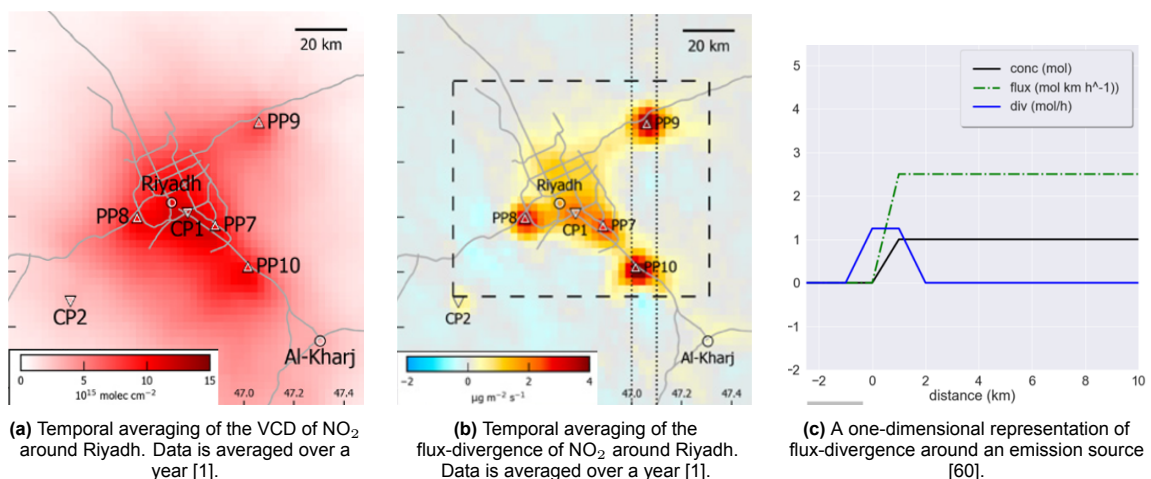 20 km
PP9
Riyadh
PP8
CP1
PP7
PP10
CP2
Al-Kharj
0 5 10 15
10¹⁵ molec cm⁻²
47.0 47.2 47.4
(a) Temporal averaging of the VCD of NO₂
around Riyadh. Data is averaged over a
year [1].
20 km
PP9
Riyadh
PP8
CP1
PP7
PP10
CP2
Al-Kharj
−2 0 2 4
µg m⁻² s⁻¹
47.0 47.2 47.4
(b) Temporal averaging of the
flux-divergence of NO₂ around Riyadh.
Data is averaged over a year [1].
conc (mol)
flux (mol km h^-1))
div (mol/h)
5
4
3
2
1
0
-1
-2
-2 0 2 4 6 8 10
distance (km)
(c) A one-dimensional representation of
flux-divergence around an emission source
[60].